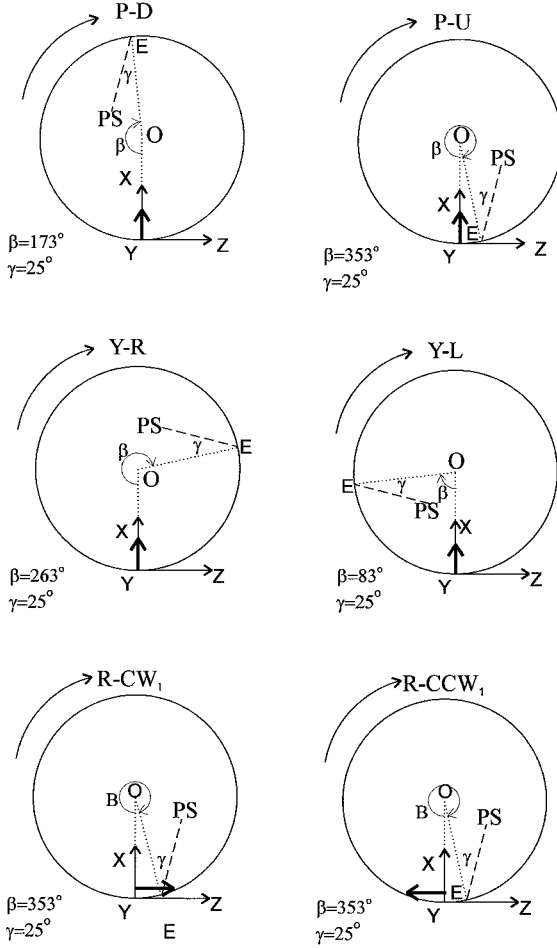 P-D
E
γ
PS
O
β
X
Y
Z
β=173°
γ=25°
P-U
O
β
PS
X
γ
E
Y
Z
β=353°
γ=25°
Y-R
PS
γ
E
β
O
X
Y
Z
β=263°
γ=25°
Y-L
O
E
γ
β
PS
X
Y
Z
β=83°
γ=25°
R-CW₁
O
B
PS
X
γ
Y
Z
β=353°
γ=25°
E
R-CCW₁
O
B
PS
X
γ
E
Y
Z
β=353°
γ=25°